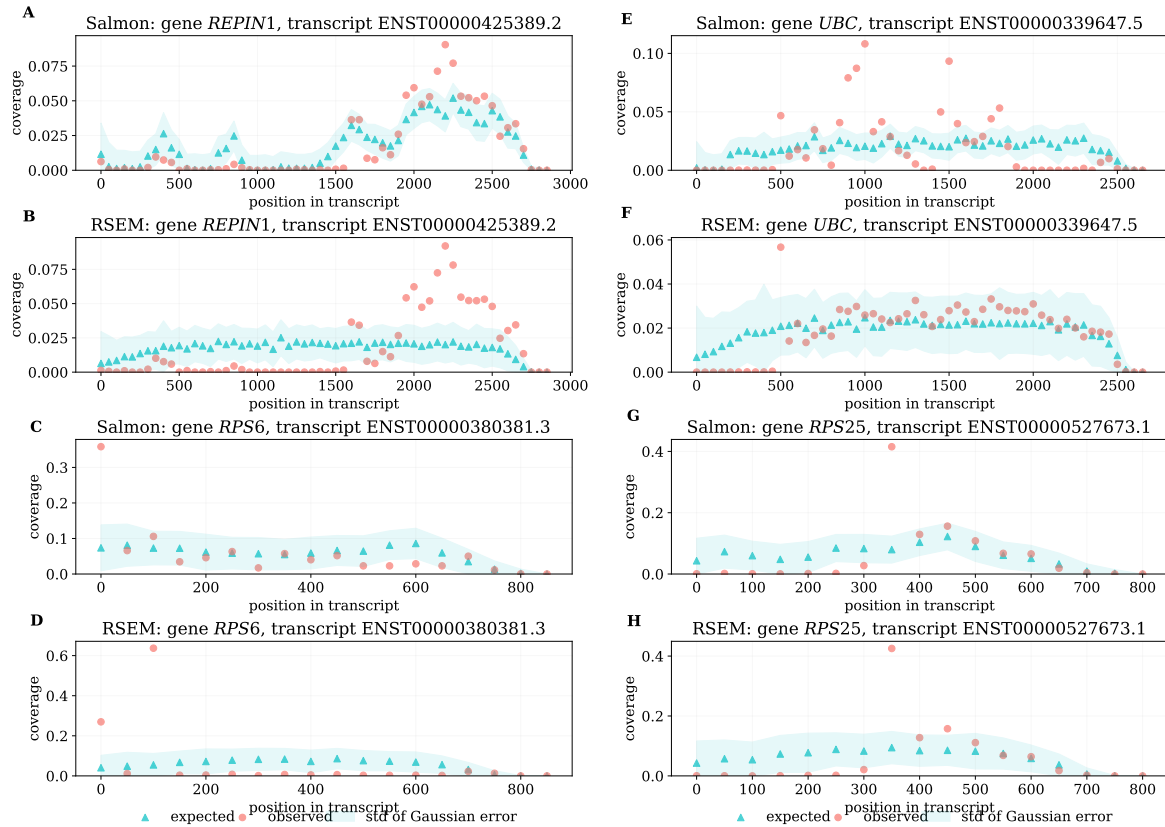 A
Salmon: gene REPIN1, transcript ENST00000425389.2
coverage
0.075
0.050
0.025
0.000
0 500 1000 1500 2000 2500 3000
position in transcript
B
RSEM: gene REPIN1, transcript ENST00000425389.2
coverage
0.075
0.050
0.025
0.000
0 500 1000 1500 2000 2500 3000
position in transcript
C
Salmon: gene RPS6, transcript ENST00000380381.3
coverage
0.3
0.2
0.1
0.0
0 200 400 600 800
position in transcript
D
RSEM: gene RPS6, transcript ENST00000380381.3
coverage
0.6
0.4
0.2
0.0
0 200 400 600 800
position in transcript
expected observed std of Gaussian error
E
Salmon: gene UBC, transcript ENST00000339647.5
coverage
0.10
0.05
0.00
0 500 1000 1500 2000 2500
position in transcript
F
RSEM: gene UBC, transcript ENST00000339647.5
coverage
0.06
0.04
0.02
0.00
0 500 1000 1500 2000 2500
position in transcript
G
Salmon: gene RPS25, transcript ENST00000527673.1
coverage
0.4
0.2
0.0
0 100 200 300 400 500 600 700 800
position in transcript
H
RSEM: gene RPS25, transcript ENST00000527673.1
coverage
0.4
0.2
0.0
0 100 200 300 400 500 600 700 800
position in transcript
expected observed std of Gaussian error